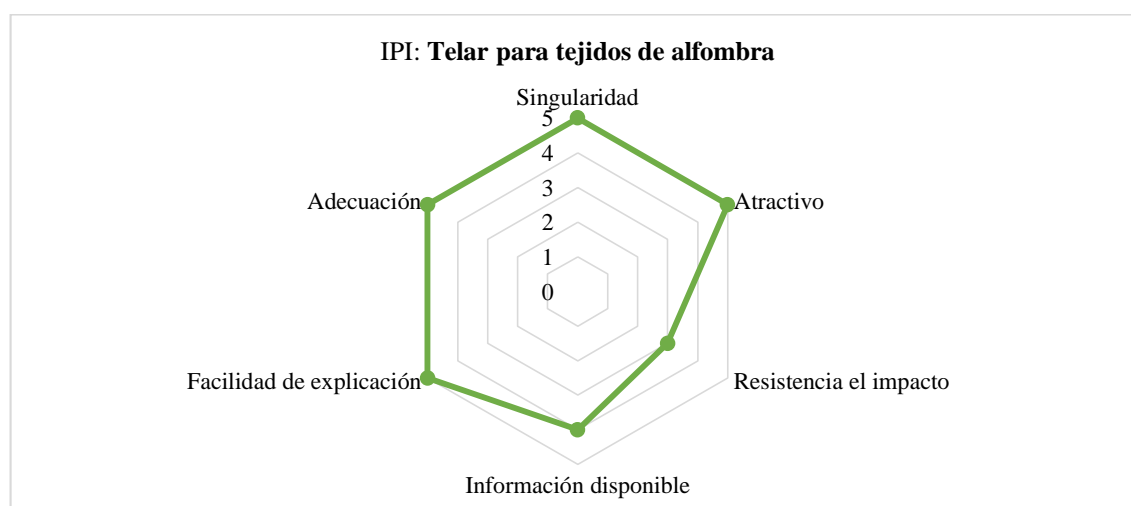 IPI: Telar para tejidos de alfombra
Singularidad
5
4
3
2
1
0
Adecuación
Atractivo
Facilidad de explicación
Resistencia el impacto
Información disponible